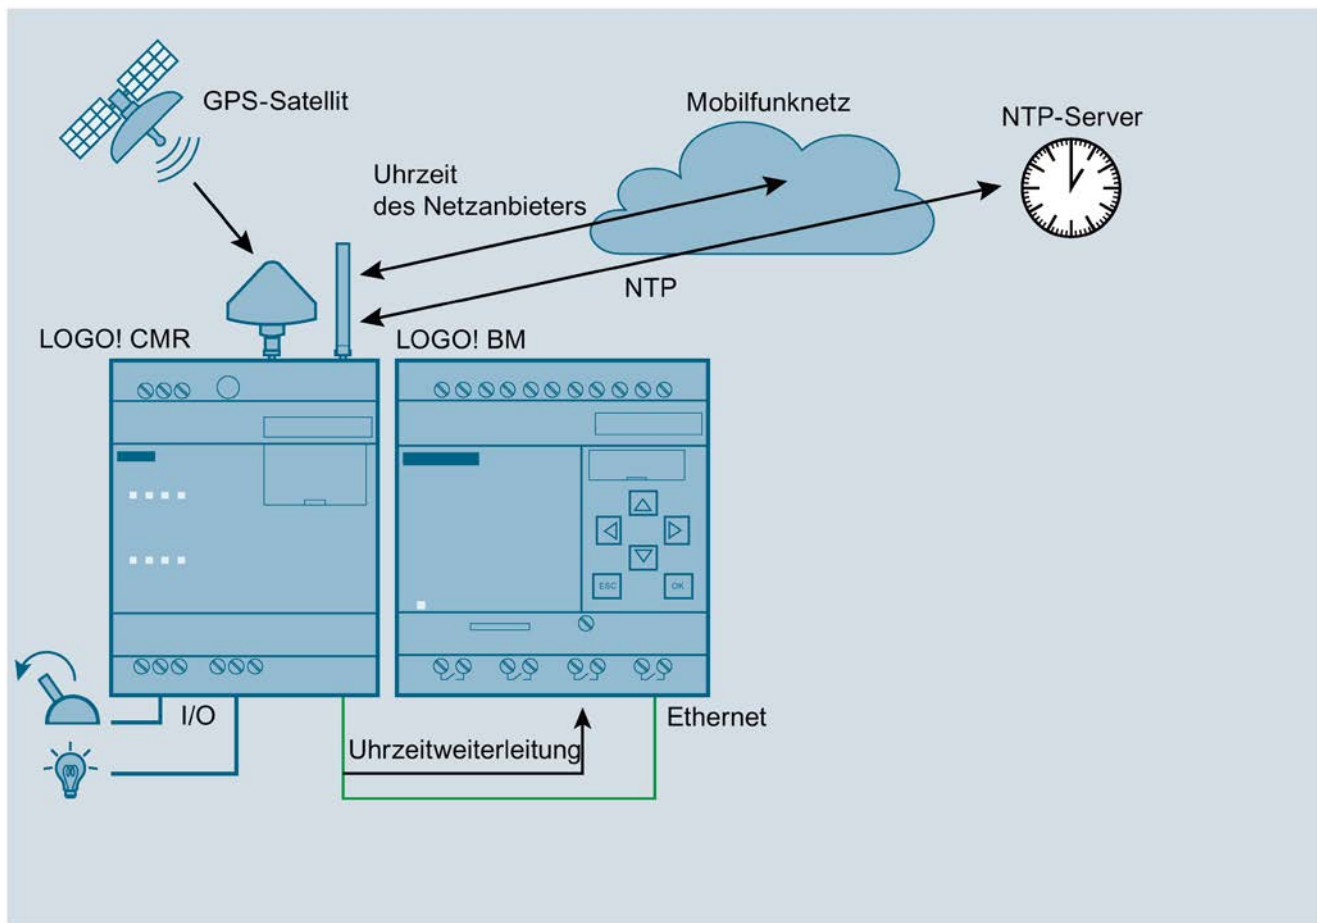 GPS-Satellit
Mobilfunknetz
NTP-Server
Uhrzeit
des Netzanbieters
NTP
LOGO! CMR
LOGO! BM
ESC
OK
I/O
Ethernet
Uhrzeitweiterleitung